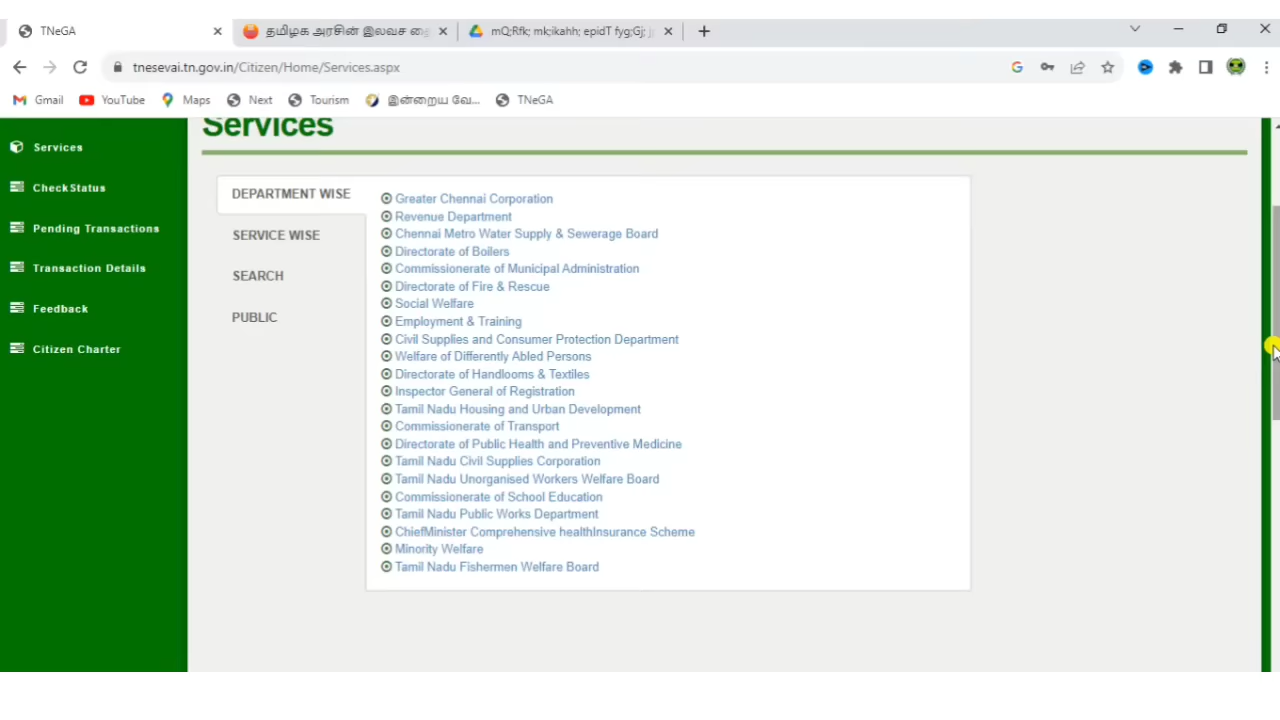 TNeGA
தமிழக அரசின் இலவச தை
mQ;Rfk; mk;ikahh; epidT fyg;Gj; j
tnesevai.tn.gov.in/Citizen/Home/Services.aspx
Gmail YouTube Maps Next Tourism இன்றைய வே... TNeGA
Services
Services
CheckStatus
Pending Transactions
Transaction Details
Feedback
Citizen Charter
DEPARTMENT WISE
SERVICE WISE
SEARCH
PUBLIC
Greater Chennai Corporation
Revenue Department
Chennai Metro Water Supply & Sewerage Board
Directorate of Boilers
Commissionerate of Municipal Administration
Directorate of Fire & Rescue
Social Welfare
Employment & Training
Civil Supplies and Consumer Protection Department
Welfare of Differently Abled Persons
Directorate of Handlooms & Textiles
Inspector General of Registration
Tamil Nadu Housing and Urban Development
Commissionerate of Transport
Directorate of Public Health and Preventive Medicine
Tamil Nadu Civil Supplies Corporation
Tamil Nadu Unorganised Workers Welfare Board
Commissionerate of School Education
Tamil Nadu Public Works Department
ChiefMinister Comprehensive healthInsurance Scheme
Minority Welfare
Tamil Nadu Fishermen Welfare Board